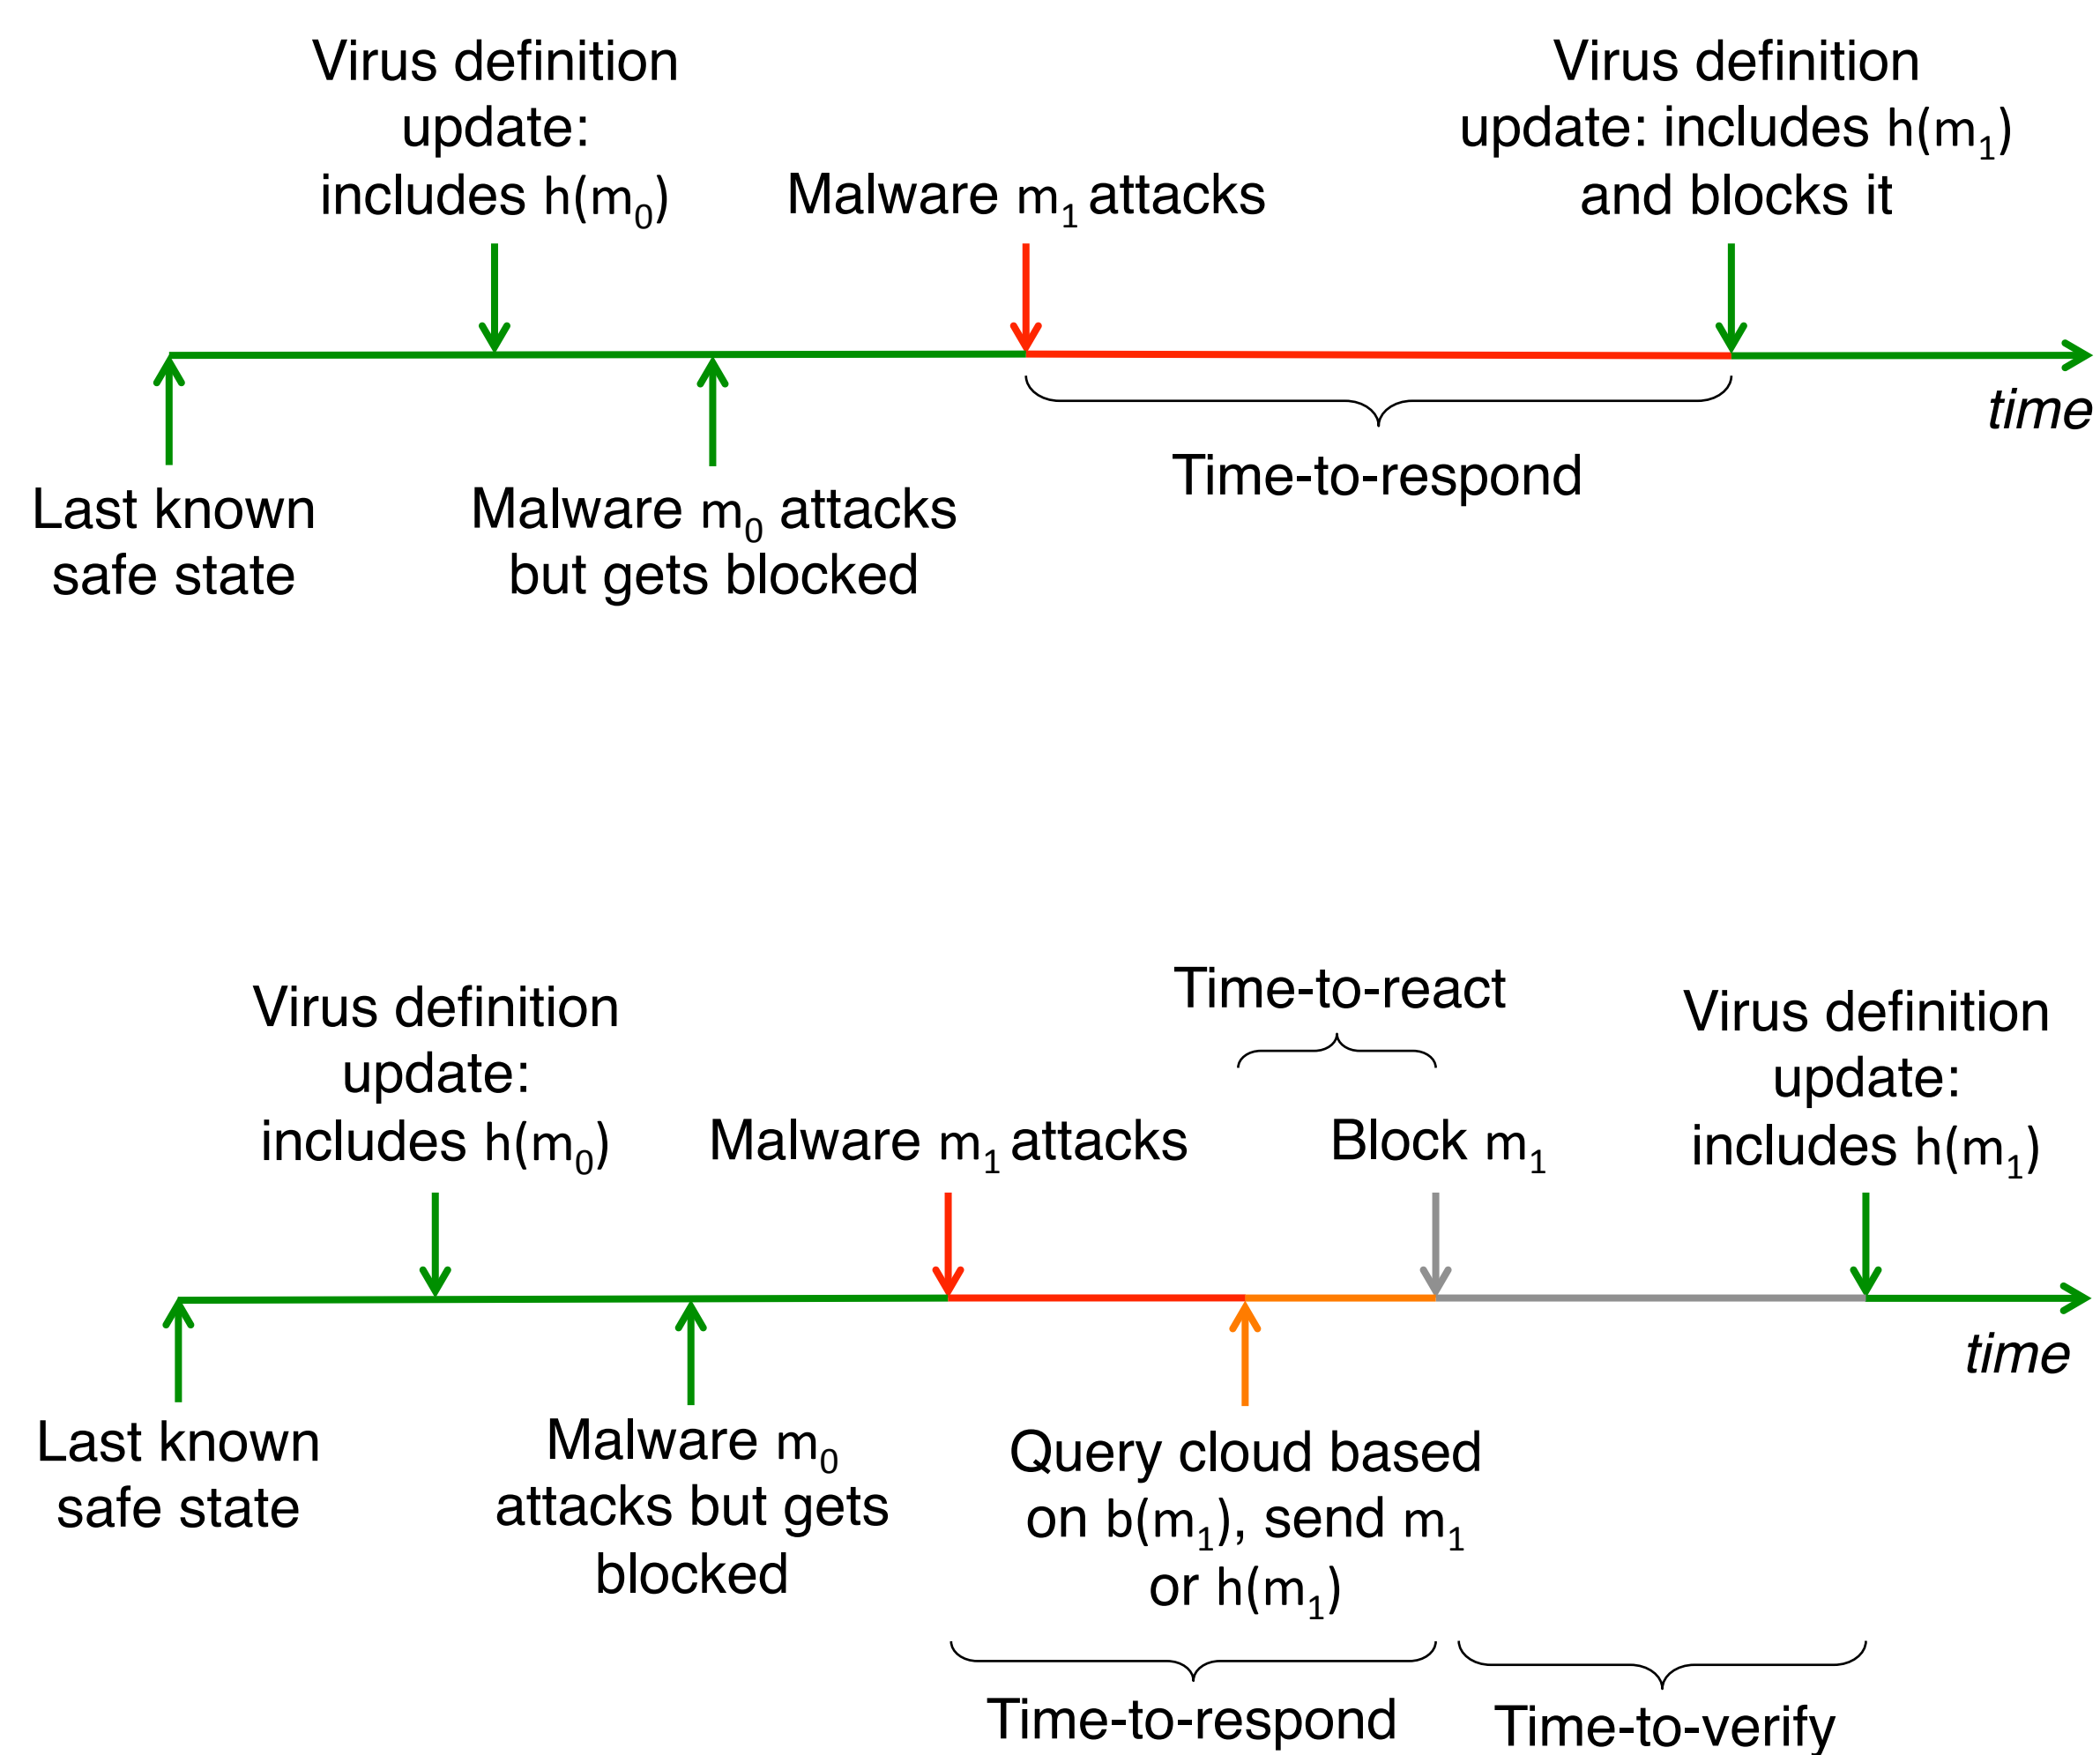 Virus definition
update:
includes h(m₀)
Malware m₁ attacks
Virus definition
update: includes h(m₁)
and blocks it
time
Time-to-respond
Last known
safe state
Malware m₀ attacks
but gets blocked
Time-to-react
Virus definition
update:
includes h(m₀)
Malware m₁ attacks
Block m₁
Virus definition
update:
includes h(m₁)
time
Last known
safe state
Malware m₀
attacks but gets
blocked
Query cloud based
on b(m₁), send m₁
or h(m₁)
Time-to-respond
Time-to-verify